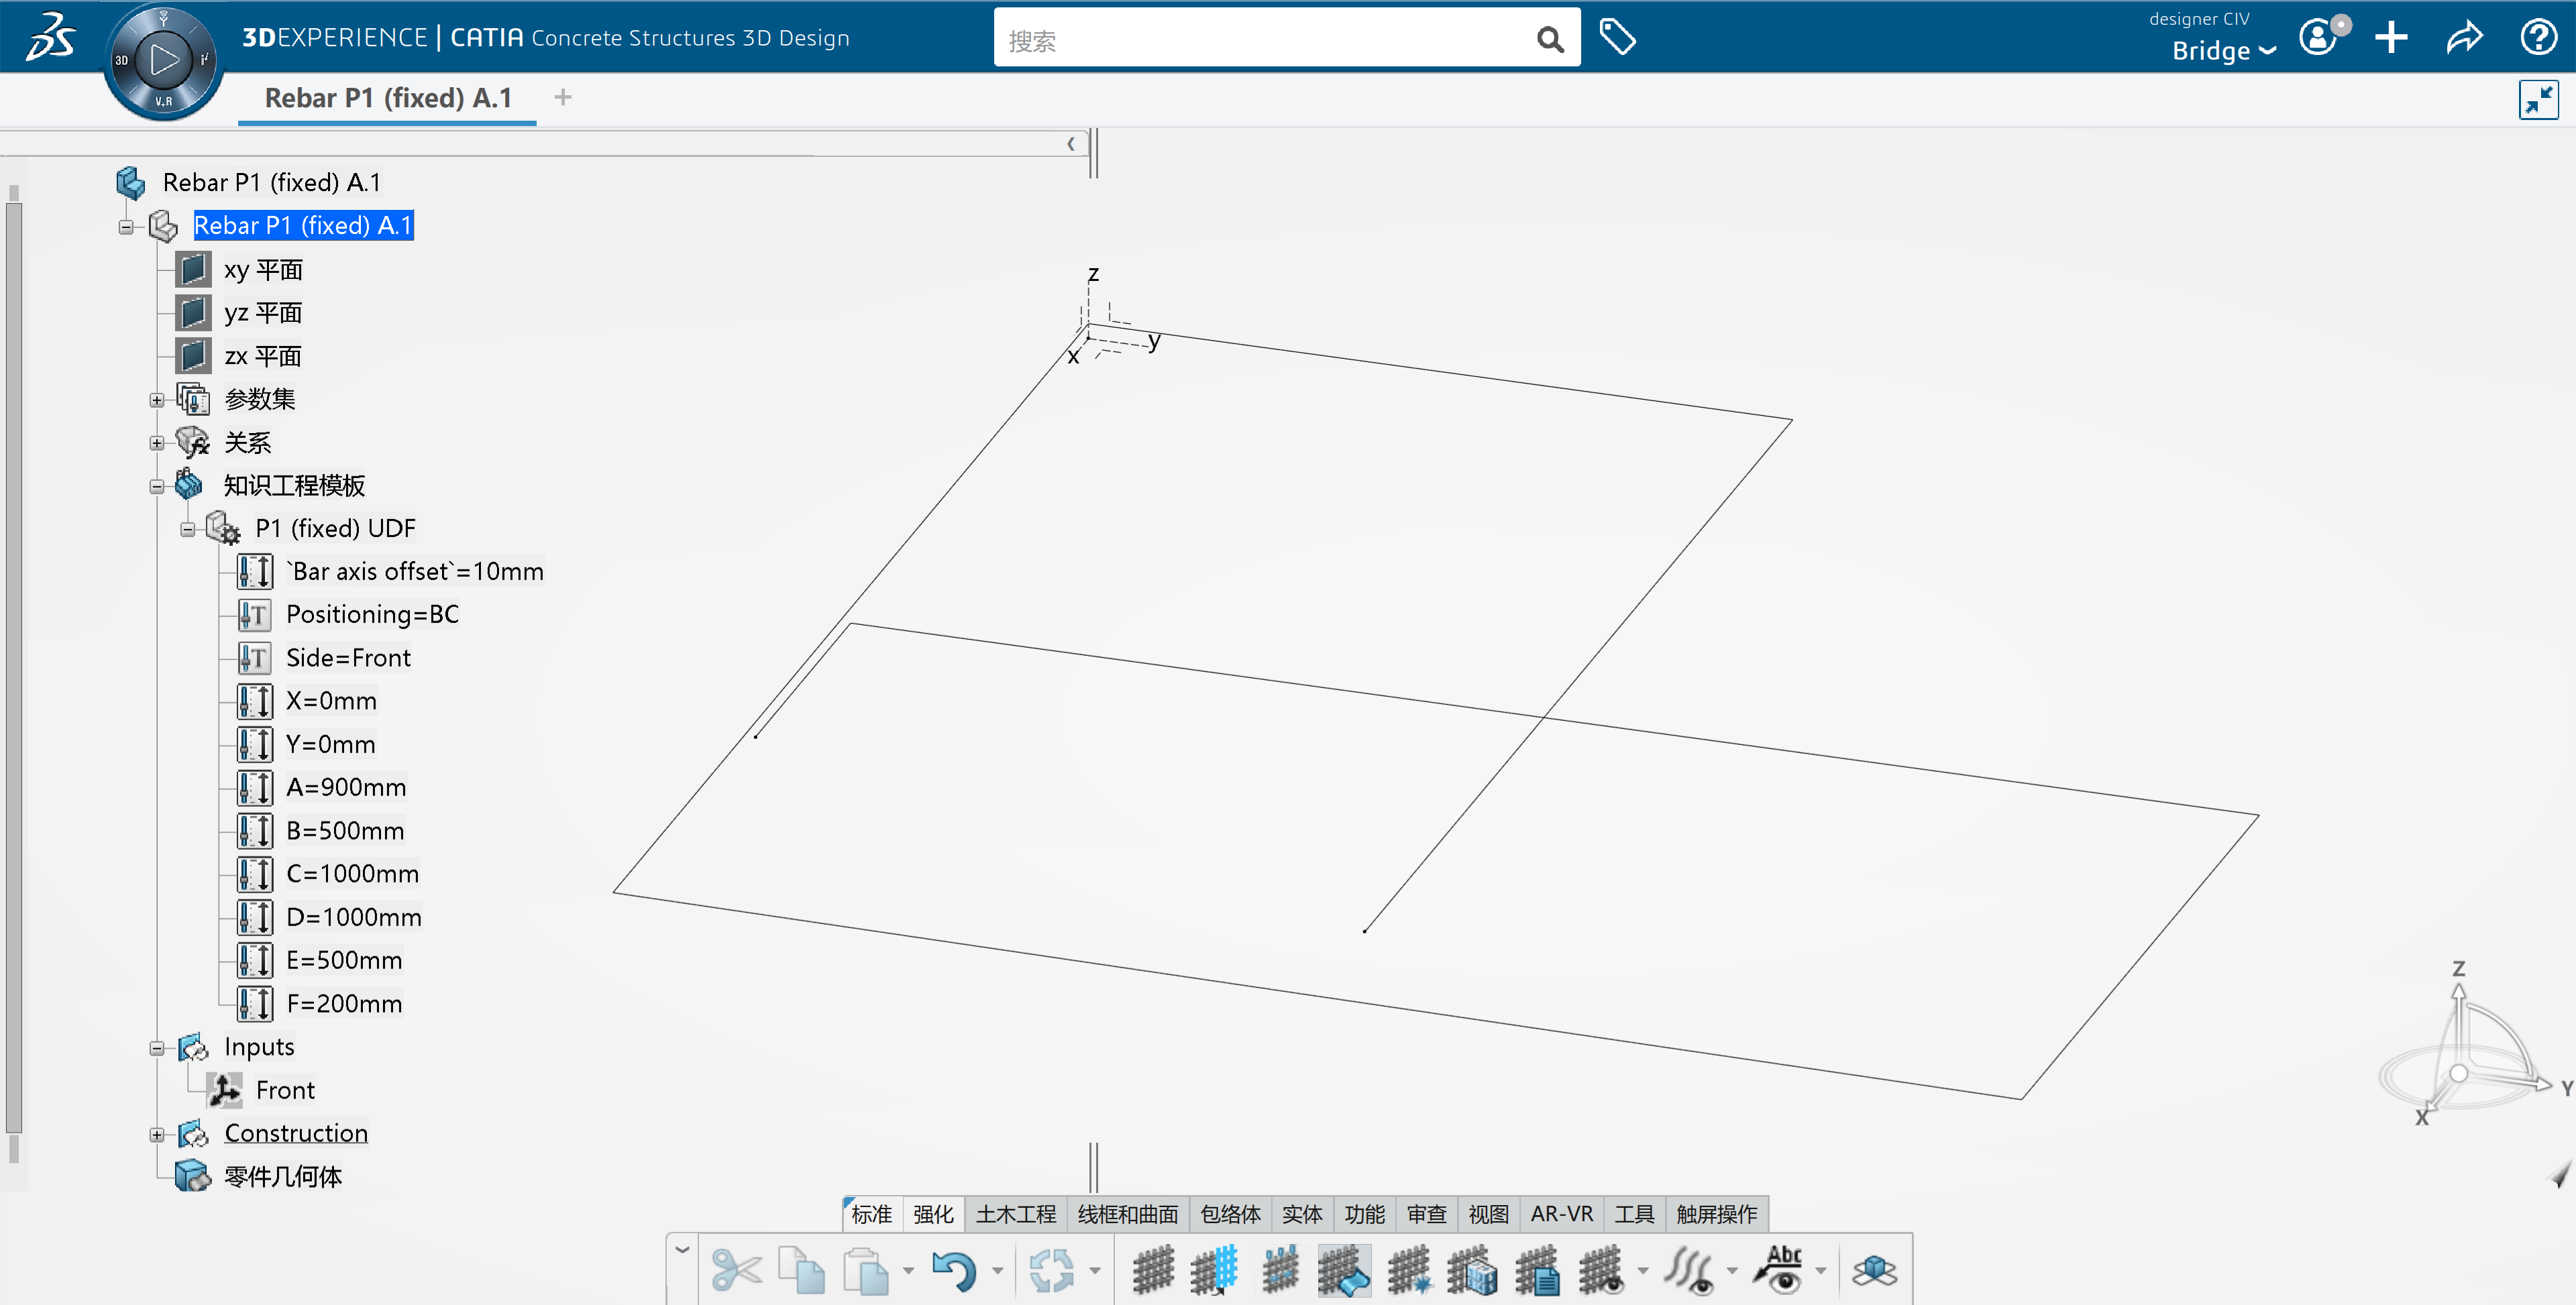 3DEXPERIENCE | CATIA Concrete Structures 3D Design
搜索
designer CIV
Bridge
3D
V,R
Rebar P1 (fixed) A.1
Rebar P1 (fixed) A.1
Rebar P1 (fixed) A.1
xy 平面
yz 平面
zx 平面
参数集
关系
知识工程模板
P1 (fixed) UDF
`Bar axis offset`=10mm
Positioning=BC
Side=Front
X=0mm
Y=0mm
A=900mm
B=500mm
C=1000mm
D=1000mm
E=500mm
F=200mm
Inputs
Front
Construction
零件几何体
z
y
x
Z
Y
X
标准 强化 土木工程 线框和曲面 包络体 实体 功能 审查 视图 AR-VR 工具 触屏操作
Abc